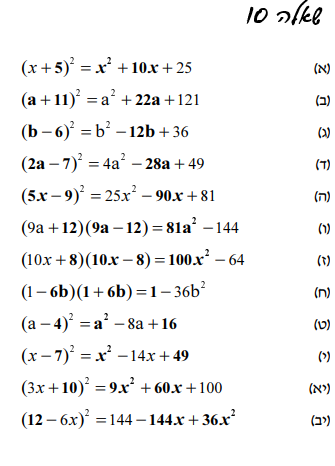 שאלה 10
(א) (x + 5)² = x² + 10x + 25
(ב) (a + 11)² = a² + 22a + 121
(ג) (b − 6)² = b² − 12b + 36
(ד) (2a − 7)² = 4a² − 28a + 49
(ה) (5x − 9)² = 25x² − 90x + 81
(ו) (9a + 12)(9a − 12) = 81a² − 144
(ז) (10x + 8)(10x − 8) = 100x² − 64
(ח) (1 − 6b)(1 + 6b) = 1 − 36b²
(ט) (a − 4)² = a² − 8a + 16
(י) (x − 7)² = x² − 14x + 49
(יא) (3x + 10)² = 9x² + 60x + 100
(יב) (12 − 6x)² = 144 − 144x + 36x²